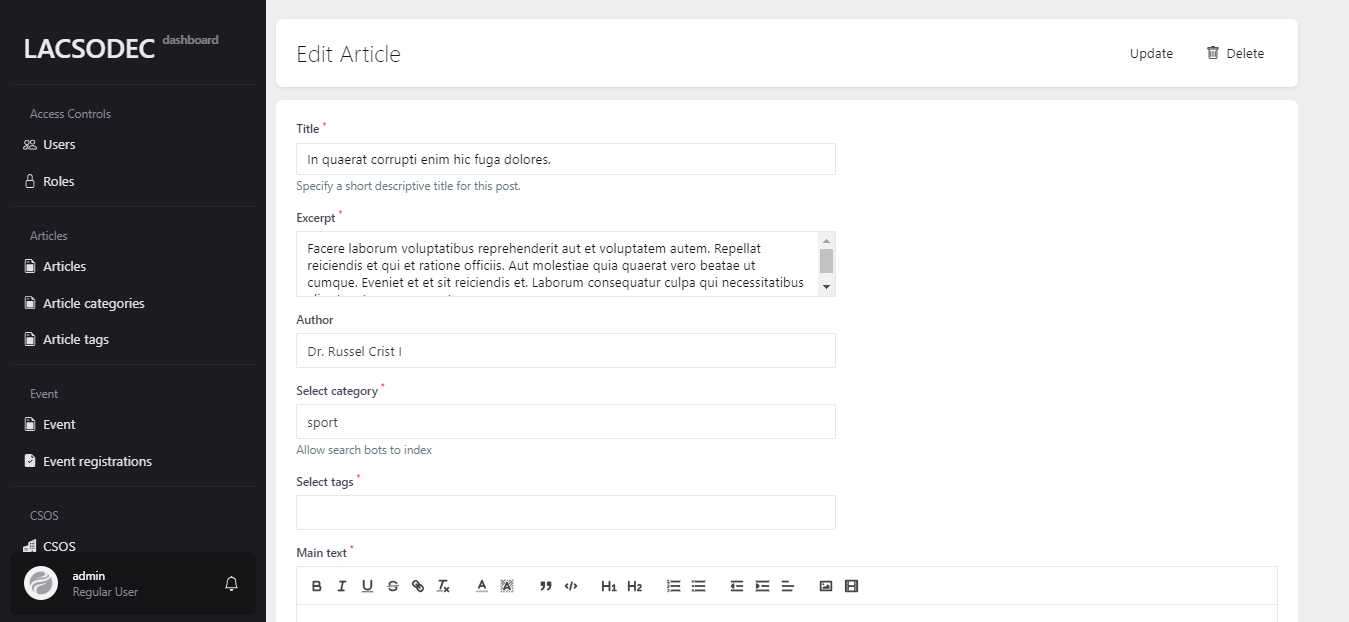 LACSODEC dashboard
Access Controls
Users
Roles
Articles
Articles
Article categories
Article tags
Event
Event
Event registrations
CSOS
CSOS
admin
Regular User
Edit Article
Update
Delete
Title *
In quaerat corrupti enim hic fuga dolores.
Specify a short descriptive title for this post.
Excerpt *
Facere laborum voluptatibus reprehenderit aut et voluptatem autem. Repellat
reiciendis et qui et ratione officiis. Aut molestiae quia quaerat vero beatae ut
cumque. Eveniet et et sit reiciendis et. Laborum consequatur culpa qui necessitatibus
Author
Dr. Russel Crist I
Select category *
sport
Allow search bots to index
Select tags *
Main text *
B I U S Tx A A H1 H2